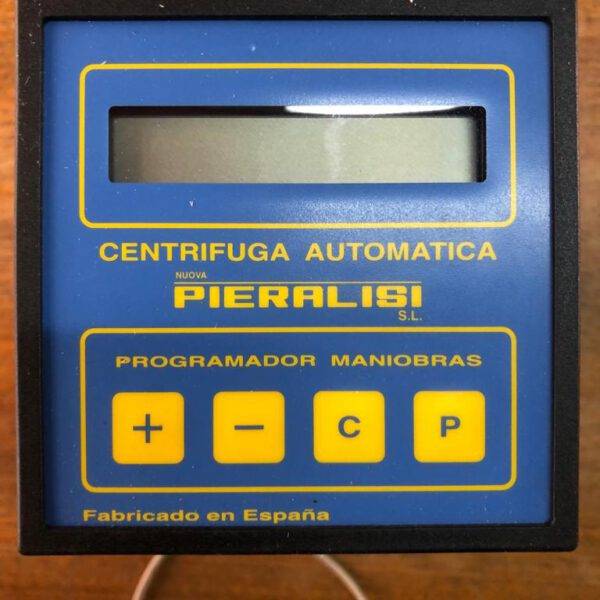 CENTRIFUGA AUTOMATICA
NUOVA
PIERALISI
S.L.
PROGRAMADOR MANIOBRAS
+ − C P
Fabricado en España